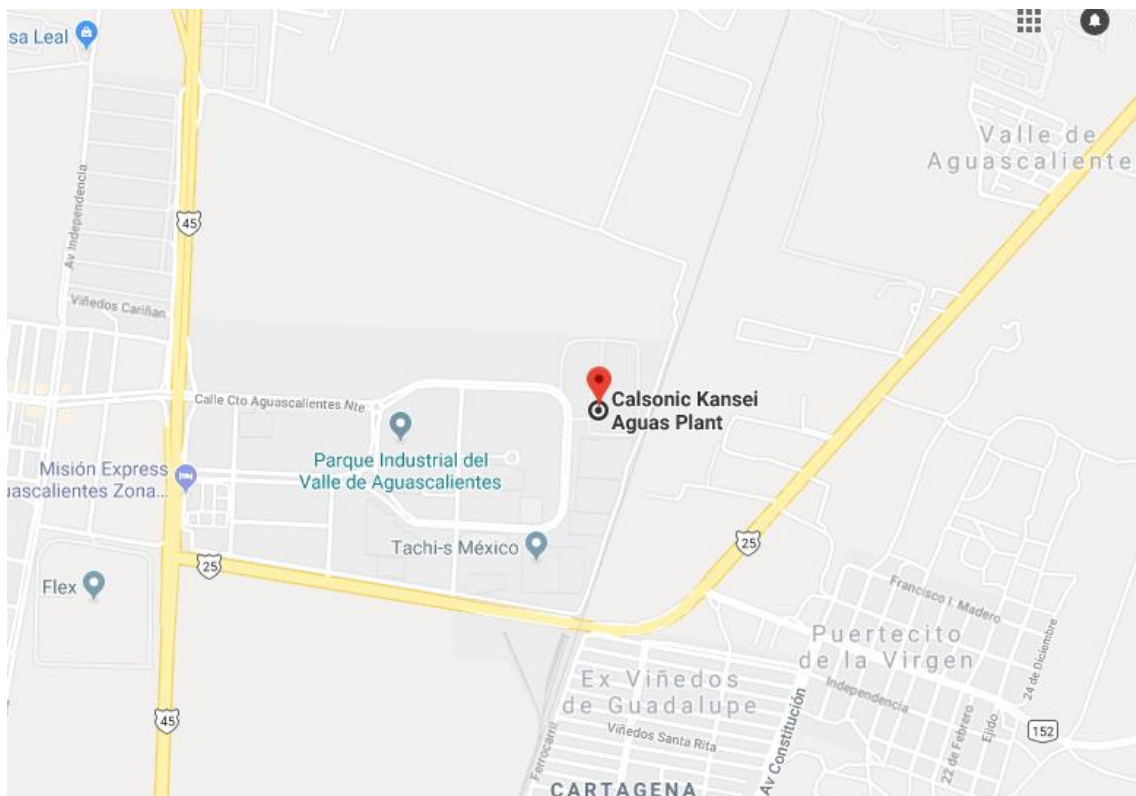 sa Leal
Valle de
Aguascaliente
45
Av Independencia
Viñedos Cariñan
Calle Cto Aguascalientes Nte
Calsonic Kansei
Aguas Plant
Parque Industrial del
Valle de Aguascalientes
Misión Express
uascalientes Zona...
Tachi-s México
25
25
Flex
Francisco I. Madero
Puertecito
de la Virgen
24 de Diciembre
Ex Viñedos
de Guadalupe
Independencia
45
Viñedos Santa Rita
Av Constitución
22 de Febrero
Ejido
152
Ferrocarril
CARTAGENA